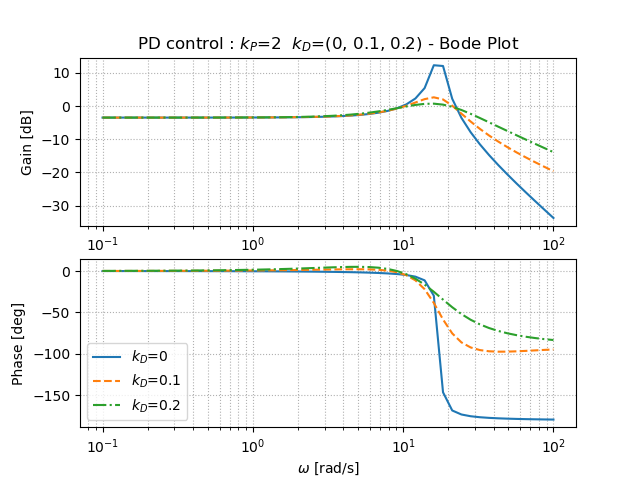 PD control : k_P=2 k_D=(0, 0.1, 0.2) - Bode Plot
Gain [dB]
10
0
−10
−20
−30
10^−1
10^0
10^1
10^2
Phase [deg]
0
−50
−100
−150
k_D=0
k_D=0.1
k_D=0.2
10^−1
10^0
10^1
10^2
ω [rad/s]